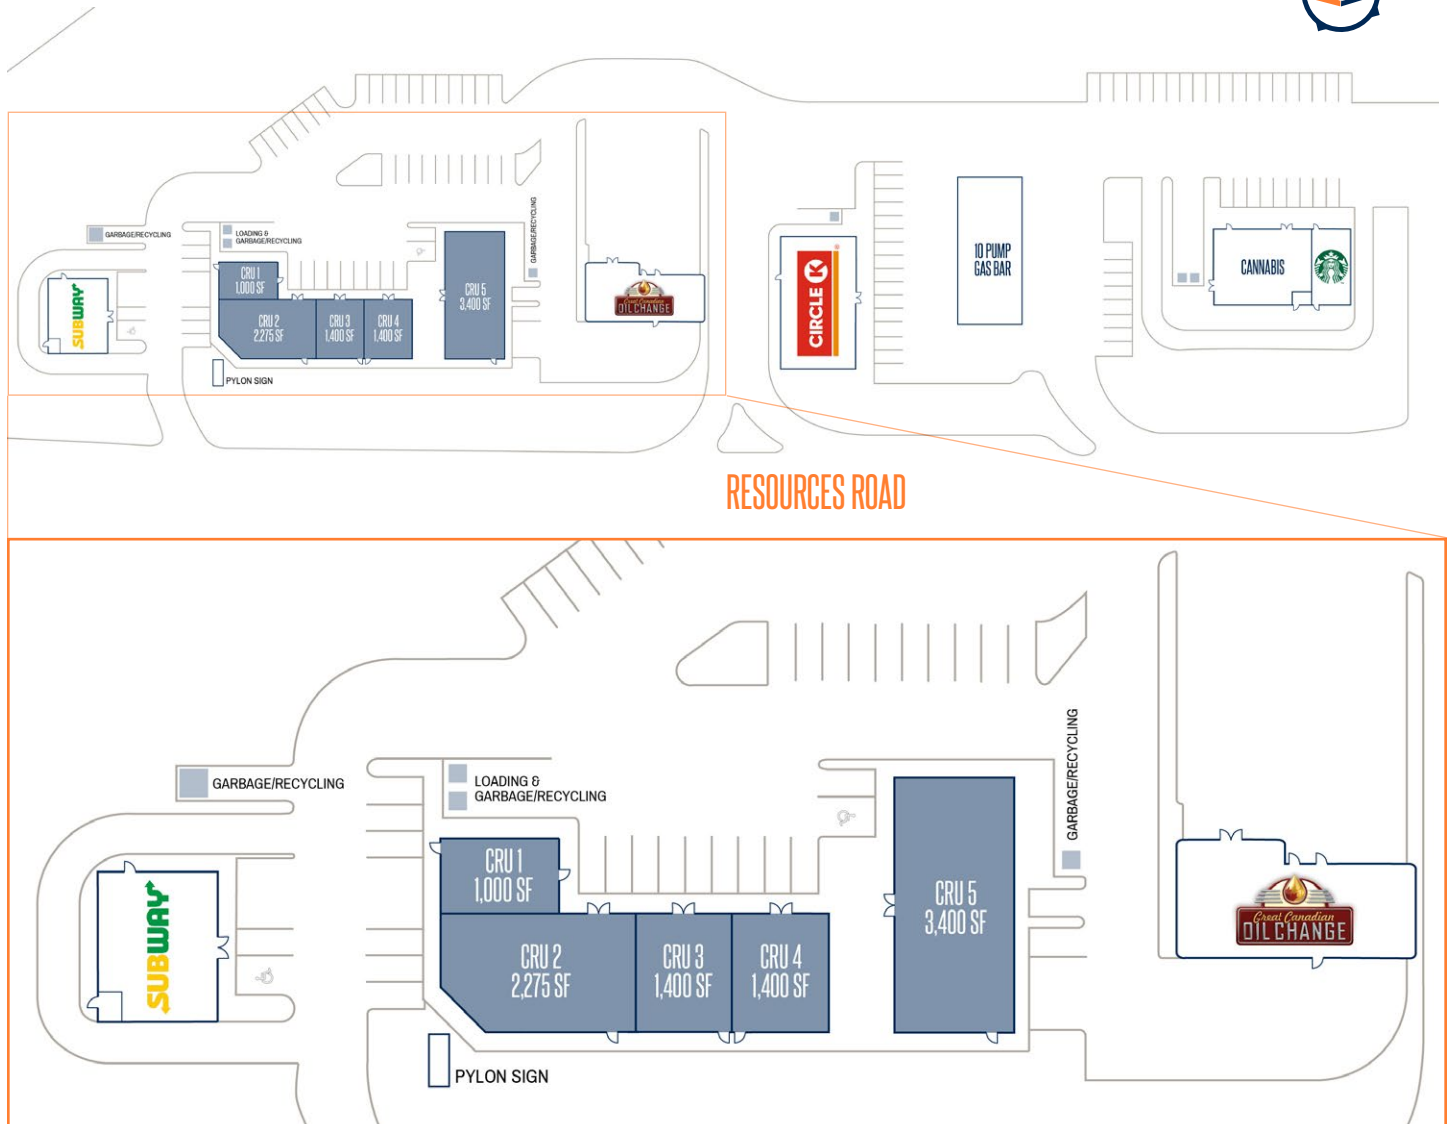 GARBAGE/RECYCLING
LOADING &
GARBAGE/RECYCLING
GARBAGE/RECYCLING
SUBWAY
CRU 1
1,000 SF
CRU 2
2,275 SF
CRU 3
1,400 SF
CRU 4
1,400 SF
CRU 5
3,400 SF
Great Canadian
OIL CHANGE
PYLON SIGN
CIRCLE K
10 PUMP
GAS BAR
CANNABIS
RESOURCES ROAD
GARBAGE/RECYCLING
LOADING &
GARBAGE/RECYCLING
GARBAGE/RECYCLING
SUBWAY
CRU 1
1,000 SF
CRU 2
2,275 SF
CRU 3
1,400 SF
CRU 4
1,400 SF
CRU 5
3,400 SF
Great Canadian
OIL CHANGE
PYLON SIGN